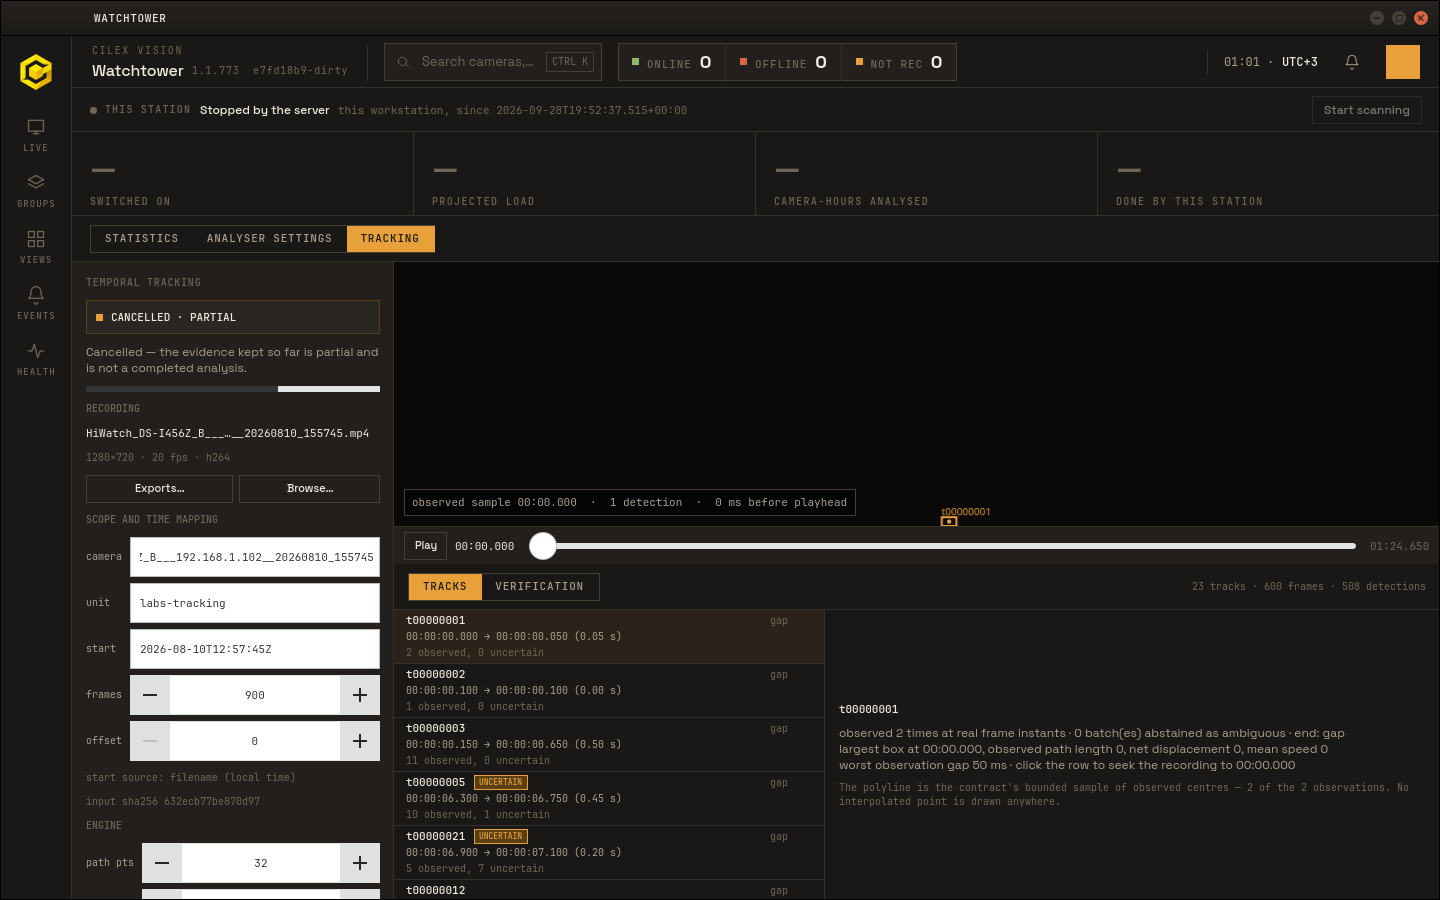 WATCHTOWER
CILEX VISION
Watchtower 1.1.773 e7fd18b9-dirty
Search cameras,… CTRL K
ONLINE 0
OFFLINE 0
NOT REC 0
01:01 · UTC+3
THIS STATION Stopped by the server this workstation, since 2026-09-28T19:52:37.515+00:00
Start scanning
LIVE
GROUPS
VIEWS
EVENTS
HEALTH
—
SWITCHED ON
—
PROJECTED LOAD
—
CAMERA-HOURS ANALYSED
—
DONE BY THIS STATION
STATISTICS ANALYSER SETTINGS TRACKING
TEMPORAL TRACKING
CANCELLED · PARTIAL
Cancelled — the evidence kept so far is partial and
is not a completed analysis.
RECORDING
HiWatch_DS-I456Z_B___…__20260810_155745.mp4
1280×720 · 20 fps · h264
Exports… Browse…
SCOPE AND TIME MAPPING
camera _B___192.168.1.102__20260810_155745
unit labs-tracking
start 2026-08-10T12:57:45Z
frames 900
offset 0
start source: filename (local time)
input sha256 632ecb77be870d97
ENGINE
path pts 32
observed sample 00:00.000 · 1 detection · 0 ms before playhead
t00000001
Play 00:00.000 01:24.650
TRACKS VERIFICATION
23 tracks · 600 frames · 508 detections
t00000001 gap
00:00:00.000 → 00:00:00.050 (0.05 s)
2 observed, 0 uncertain
t00000002 gap
00:00:00.100 → 00:00:00.100 (0.00 s)
1 observed, 0 uncertain
t00000003 gap
00:00:00.150 → 00:00:00.650 (0.50 s)
11 observed, 0 uncertain
t00000005 UNCERTAIN gap
00:00:06.300 → 00:00:06.750 (0.45 s)
10 observed, 1 uncertain
t00000021 UNCERTAIN gap
00:00:06.900 → 00:00:07.100 (0.20 s)
5 observed, 7 uncertain
t00000012 gap
t00000001
observed 2 times at real frame instants · 0 batch(es) abstained as ambiguous · end: gap
largest box at 00:00.000, observed path length 0, net displacement 0, mean speed 0
worst observation gap 50 ms · click the row to seek the recording to 00:00.000
The polyline is the contract's bounded sample of observed centres — 2 of the 2 observations. No
interpolated point is drawn anywhere.